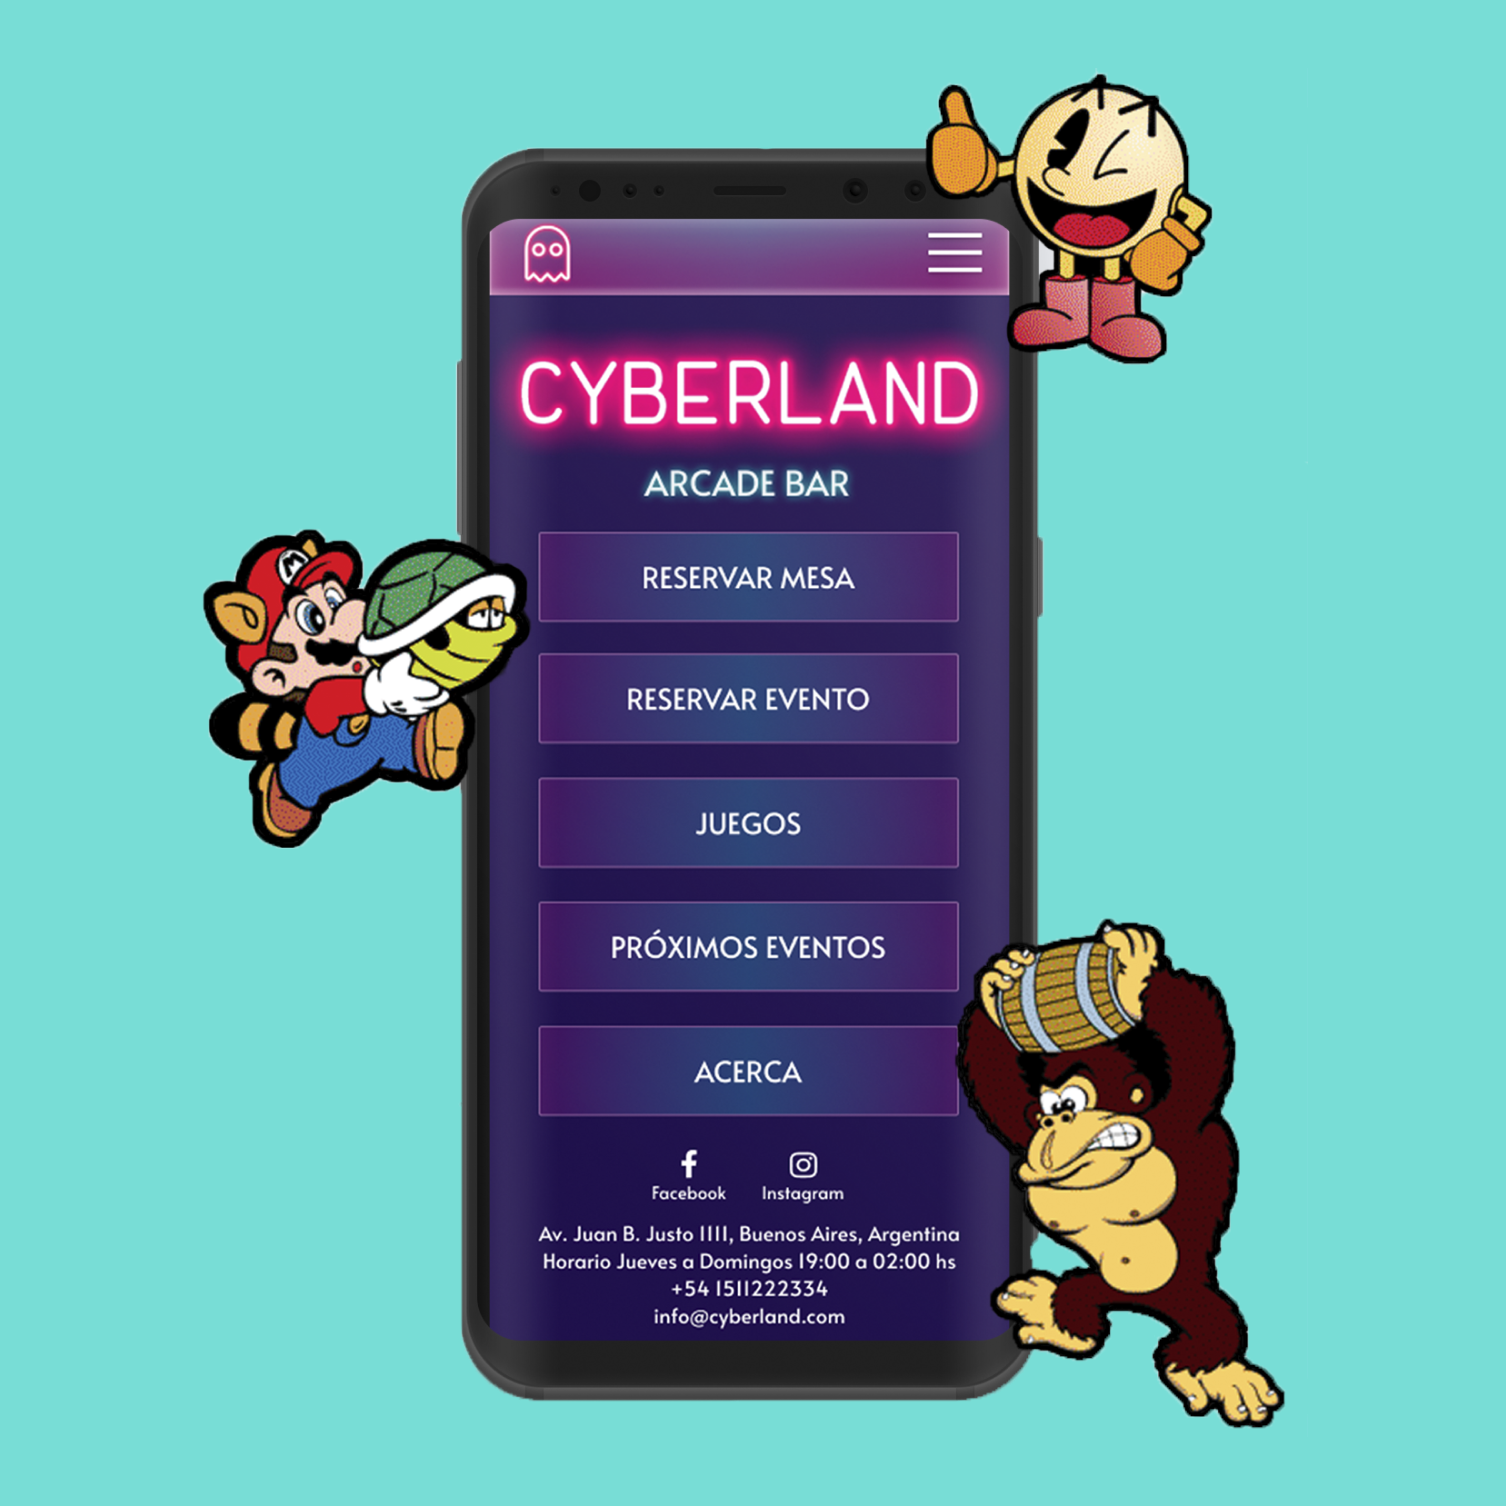 CYBERLAND
ARCADE BAR
RESERVAR MESA
RESERVAR EVENTO
JUEGOS
PRÓXIMOS EVENTOS
ACERCA
Facebook Instagram
Av. Juan B. Justo 1111, Buenos Aires, Argentina
Horario Jueves a Domingos 19:00 a 02:00 hs
+54 1511222334
info@cyberland.com
M